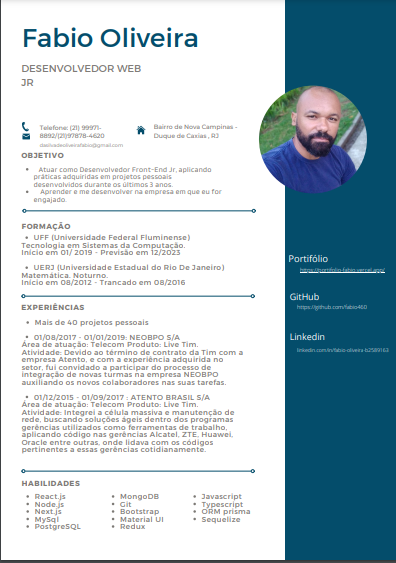 Fabio Oliveira
DESENVOLVEDOR WEB
JR
Telefone: (21) 99971-
8892/(21)97878-4620
dasilvadeoliveirafabio@gmail.com
Bairro de Nova Campinas -
Duque de Caxias , RJ
OBJETIVO
• Atuar como Desenvolvedor Front-End Jr, aplicando
práticas adquiridas em projetos pessoais
desenvolvidos durante os últimos 3 anos.
• Aprender e me desenvolver na empresa em que eu for
engajado.
FORMAÇÃO
• UFF (Universidade Federal Fluminense)
Tecnologia em Sistemas da Computação.
Início em 01/ 2019 - Previsão em 12/2023
• UERJ (Universidade Estadual do Rio De Janeiro)
Matemática. Noturno.
Início em 08/2012 - Trancado em 08/2016
EXPERIÊNCIAS
• Mais de 40 projetos pessoais
• 01/08/2017 - 01/01/2019: NEOBPO S/A
Área de atuação: Telecom Produto: Live Tim.
Atividade: Devido ao término de contrato da Tim com a
empresa Atento, e com a experiência adquirida no
setor, fui convidado a participar do processo de
integração de novas turmas na empresa NEOBPO
auxiliando os novos colaboradores nas suas tarefas.
• 01/12/2015 - 01/09/2017 : ATENTO BRASIL S/A
Área de atuação: Telecom Produto: Live Tim.
Atividade: Integrei a célula massiva e manutenção de
rede, buscando soluções ágeis dentro dos programas
gerências utilizados como ferramentas de trabalho,
aplicando código nas gerências Alcatel, ZTE, Huawei,
Oracle entre outras, onde lidava com os códigos
pertinentes a essas gerências cotidianamente.
HABILIDADES
• React.js
• Node.js
• Next.js
• MySql
• PostgreSQL
• MongoDB
• Git
• Bootstrap
• Material UI
• Redux
• Javascript
• Typescript
• ORM prisma
• Sequelize
Portifólio
https://portifolio-fabio.vercel.app/
GitHub
https://github.com/fabio460
Linkedin
linkedin.com/in/fabio-oliveira-b2589163